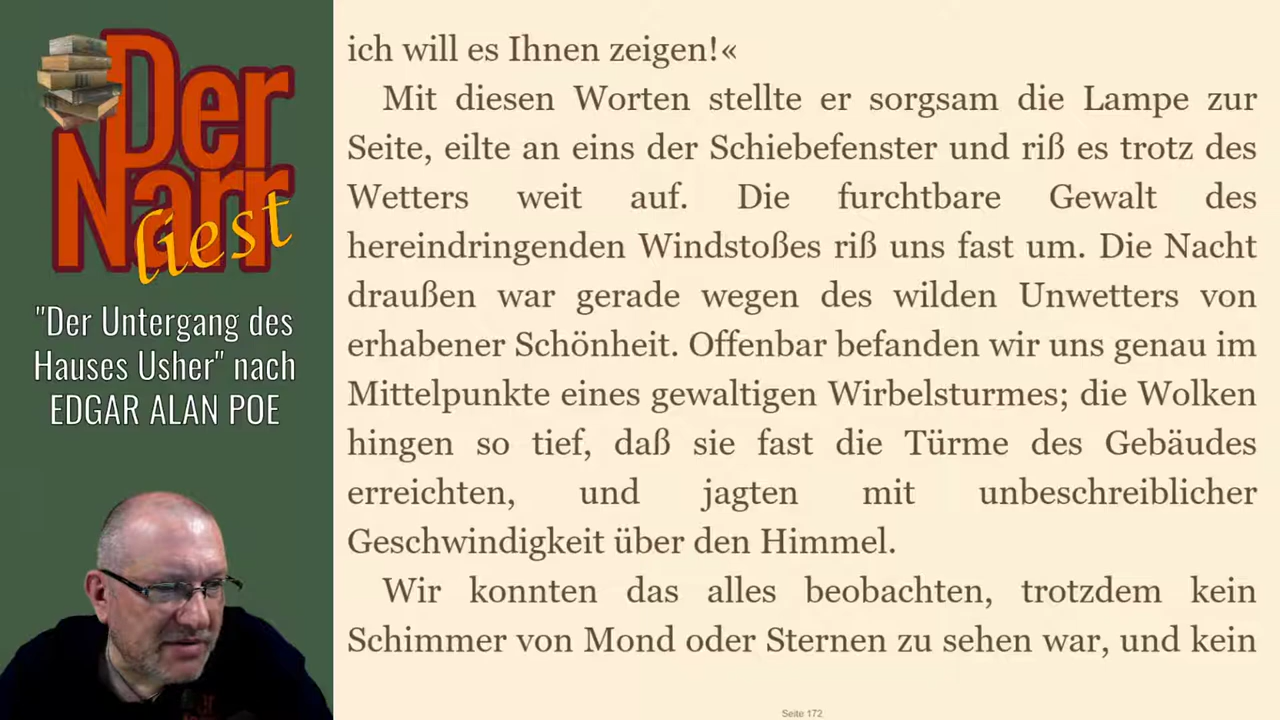 Der
Narr
liest
"Der Untergang des
Hauses Usher" nach
EDGAR ALAN POE
ich will es Ihnen zeigen!«
Mit diesen Worten stellte er sorgsam die Lampe zur
Seite, eilte an eins der Schiebefenster und riß es trotz des
Wetters weit auf. Die furchtbare Gewalt des
hereindringenden Windstoßes riß uns fast um. Die Nacht
draußen war gerade wegen des wilden Unwetters von
erhabener Schönheit. Offenbar befanden wir uns genau im
Mittelpunkte eines gewaltigen Wirbelsturmes; die Wolken
hingen so tief, daß sie fast die Türme des Gebäudes
erreichten, und jagten mit unbeschreiblicher
Geschwindigkeit über den Himmel.
Wir konnten das alles beobachten, trotzdem kein
Schimmer von Mond oder Sternen zu sehen war, und kein
Seite 172